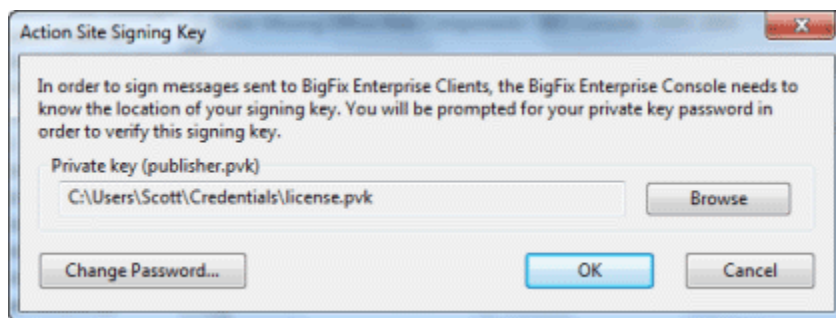 Action Site Signing Key
In order to sign messages sent to BigFix Enterprise Clients, the BigFix Enterprise Console needs to
know the location of your signing key. You will be prompted for your private key password in
order to verify this signing key.
Private key (publisher.pvk)
C:\Users\Scott\Credentials\license.pvk
Browse
Change Password...
OK
Cancel